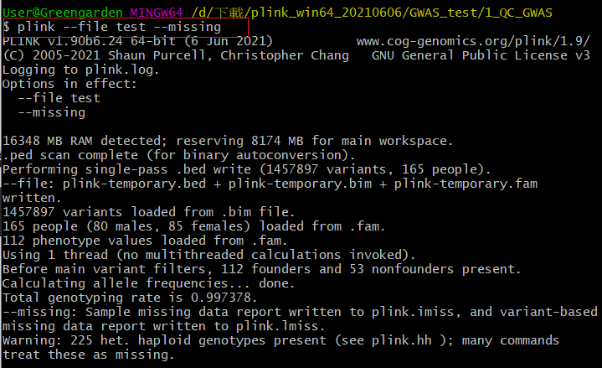 User@Greengarden MINGW64 /d/下載/plink_win64_20210606/GWAS_test/1_QC_GWAS
$ plink --file test --missing
PLINK v1.90b6.24 64-bit (6 Jun 2021) www.cog-genomics.org/plink/1.9/
(C) 2005-2021 Shaun Purcell, Christopher Chang GNU General Public License v3
Logging to plink.log.
Options in effect:
--file test
--missing
16348 MB RAM detected; reserving 8174 MB for main workspace.
.ped scan complete (for binary autoconversion).
Performing single-pass .bed write (1457897 variants, 165 people).
--file: plink-temporary.bed + plink-temporary.bim + plink-temporary.fam
written.
1457897 variants loaded from .bim file.
165 people (80 males, 85 females) loaded from .fam.
112 phenotype values loaded from .fam.
Using 1 thread (no multithreaded calculations invoked).
Before main variant filters, 112 founders and 53 nonfounders present.
Calculating allele frequencies... done.
Total genotyping rate is 0.997378.
--missing: Sample missing data report written to plink.imiss, and variant-based
missing data report written to plink.lmiss.
Warning: 225 het. haploid genotypes present (see plink.hh ); many commands
treat these as missing.